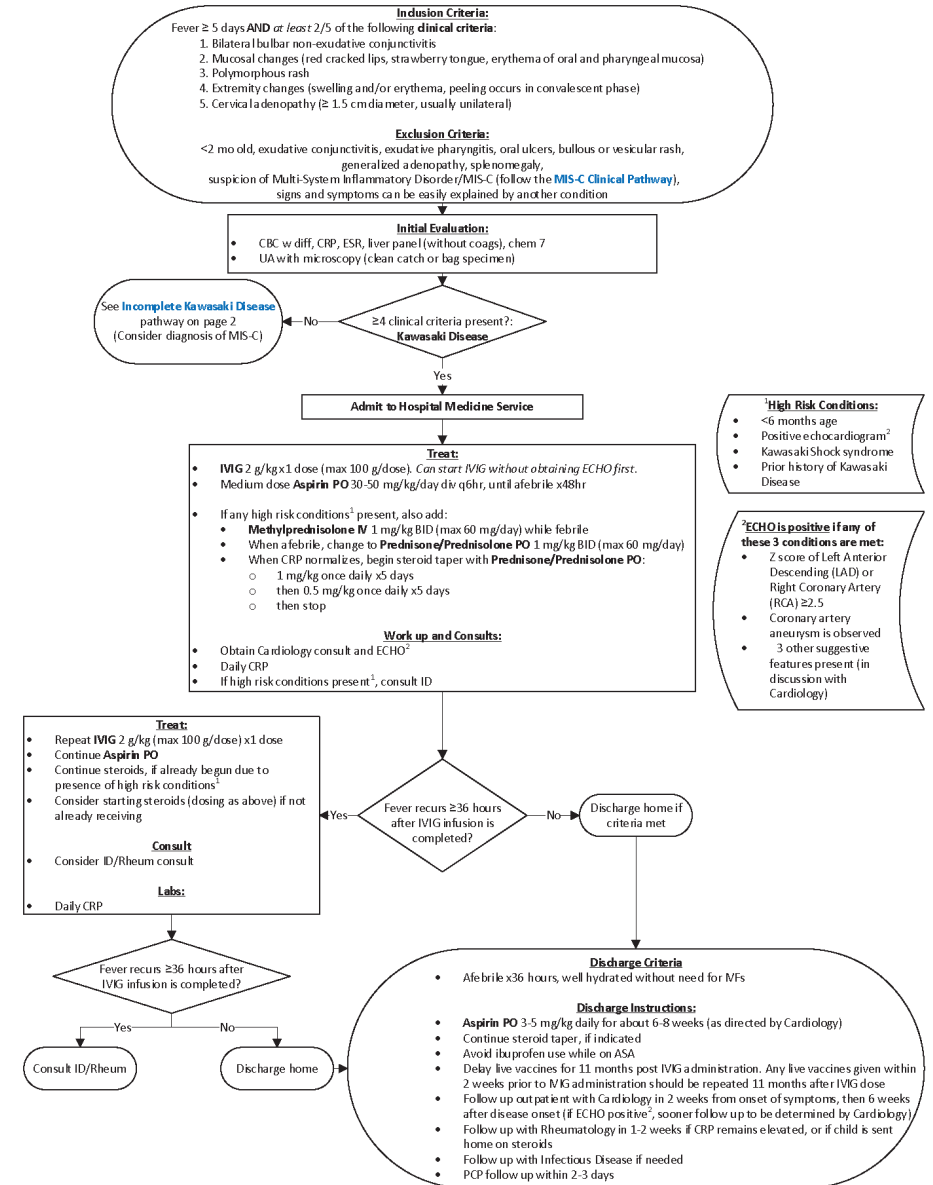 Inclusion Criteria:
Fever ≥ 5 days AND at least 2/5 of the following clinical criteria:
1. Bilateral bulbar non-exudative conjunctivitis
2. Mucosal changes (red cracked lips, strawberry tongue, erythema of oral and pharyngeal mucosa)
3. Polymorphous rash
4. Extremity changes (swelling and/or erythema, peeling occurs in convalescent phase)
5. Cervical adenopathy (≥ 1.5 cm diameter, usually unilateral)
Exclusion Criteria:
<2 mo old, exudative conjunctivitis, exudative pharyngitis, oral ulcers, bullous or vesicular rash,
generalized adenopathy, splenomegaly,
suspicion of Multi-System Inflammatory Disorder/MIS-C (follow the MIS-C Clinical Pathway),
signs and symptoms can be easily explained by another condition
Initial Evaluation:
• CBC w diff, CRP, ESR, liver panel (without coags), chem 7
• UA with microscopy (clean catch or bag specimen)
≥4 clinical criteria present?:
Kawasaki Disease
No
See Incomplete Kawasaki Disease
pathway on page 2
(Consider diagnosis of MIS-C)
Yes
Admit to Hospital Medicine Service
Treat:
• IVIG 2 g/kg x1 dose (max 100 g/dose). Can start IVIG without obtaining ECHO first.
• Medium dose Aspirin PO 30-50 mg/kg/day div q6hr, until afebrile x48hr
• If any high risk conditions1 present, also add:
• Methylprednisolone IV 1 mg/kg BID (max 60 mg/day) while febrile
• When afebrile, change to Prednisone/Prednisolone PO 1 mg/kg BID (max 60 mg/day)
• When CRP normalizes, begin steroid taper with Prednisone/Prednisolone PO:
o 1 mg/kg once daily x5 days
o then 0.5 mg/kg once daily x5 days
o then stop
Work up and Consults:
• Obtain Cardiology consult and ECHO2
• Daily CRP
• If high risk conditions present1, consult ID
1High Risk Conditions:
• <6 months age
• Positive echocardiogram2
• Kawasaki Shock syndrome
• Prior history of Kawasaki
Disease
2ECHO is positive if any of
these 3 conditions are met:
• Z score of Left Anterior
Descending (LAD) or
Right Coronary Artery
(RCA) ≥2.5
• Coronary artery
aneurysm is observed
• 3 other suggestive
features present (in
discussion with
Cardiology)
Fever recurs ≥36 hours
after IVIG infusion is
completed?
Yes
No
Discharge home if
criteria met
Treat:
• Repeat IVIG 2 g/kg (max 100 g/dose) x1 dose
• Continue Aspirin PO
• Continue steroids, if already begun due to
presence of high risk conditions1
• Consider starting steroids (dosing as above) if not
already receiving
Consult
• Consider ID/Rheum consult
Labs:
• Daily CRP
Fever recurs ≥36 hours after
IVIG infusion is completed?
Yes
No
Consult ID/Rheum
Discharge home
Discharge Criteria
• Afebrile x36 hours, well hydrated without need for IVFs
Discharge Instructions:
• Aspirin PO 3-5 mg/kg daily for about 6-8 weeks (as directed by Cardiology)
• Continue steroid taper, if indicated
• Avoid ibuprofen use while on ASA
• Delay live vaccines for 11 months post IVIG administration. Any live vaccines given within
2 weeks prior to IVIG administration should be repeated 11 months after IVIG dose
• Follow up outpatient with Cardiology in 2 weeks from onset of symptoms, then 6 weeks
after disease onset (if ECHO positive2, sooner follow up to be determined by Cardiology)
• Follow up with Rheumatology in 1-2 weeks if CRP remains elevated, or if child is sent
home on steroids
• Follow up with Infectious Disease if needed
• PCP follow up within 2-3 days